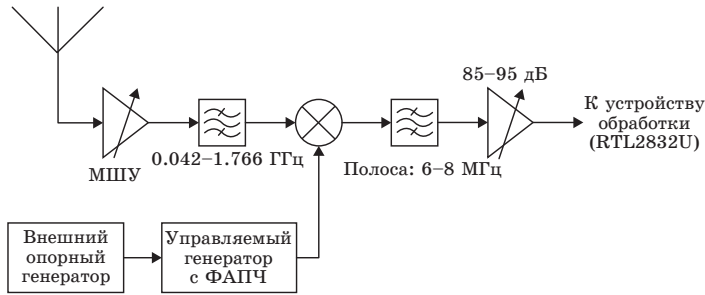 85–95 дБ
К устройству
обработки
(RTL2832U)
0.042–1.766 ГГц
МШУ
Полоса: 6–8 МГц
Внешний
опорный
генератор
Управляемый
генератор
с ФАПЧ